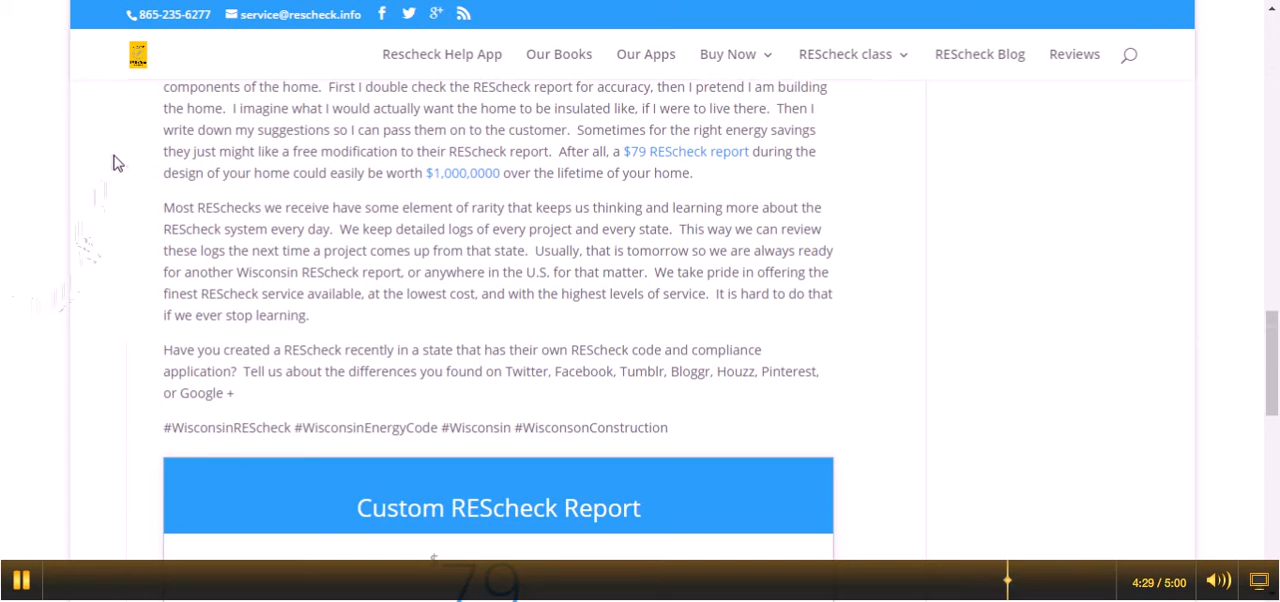 865-235-6277 service@rescheck.info
Rescheck Help App Our Books Our Apps Buy Now REScheck class REScheck Blog Reviews
components of the home. First I double check the REScheck report for accuracy, then I pretend I am building
the home. I imagine what I would actually want the home to be insulated like, if I were to live there. Then I
write down my suggestions so I can pass them on to the customer. Sometimes for the right energy savings
they just might like a free modification to their REScheck report. After all, a $79 REScheck report during the
design of your home could easily be worth $1,000,0000 over the lifetime of your home.
Most REScheck​s we receive have some element of rarity that keeps us thinking and learning more about the
REScheck system every day. We keep detailed logs of every project and every state. This way we can review
these logs the next time a project comes up from that state. Usually, that is tomorrow so we are always ready
for another Wisconsin REScheck report, or anywhere in the U.S. for that matter. We take pride in offering the
finest REScheck service available, at the lowest cost, and with the highest levels of service. It is hard to do that
if we ever stop learning.
Have you created a REScheck recently in a state that has their own REScheck code and compliance
application? Tell us about the differences you found on Twitter, Facebook, Tumblr, Bloggr, Houzz, Pinterest,
or Google +
#WisconsinREScheck #WisconsinEnergyCode #Wisconsin #WisconsonConstruction
Custom REScheck Report
$
79
4:29 / 5:00